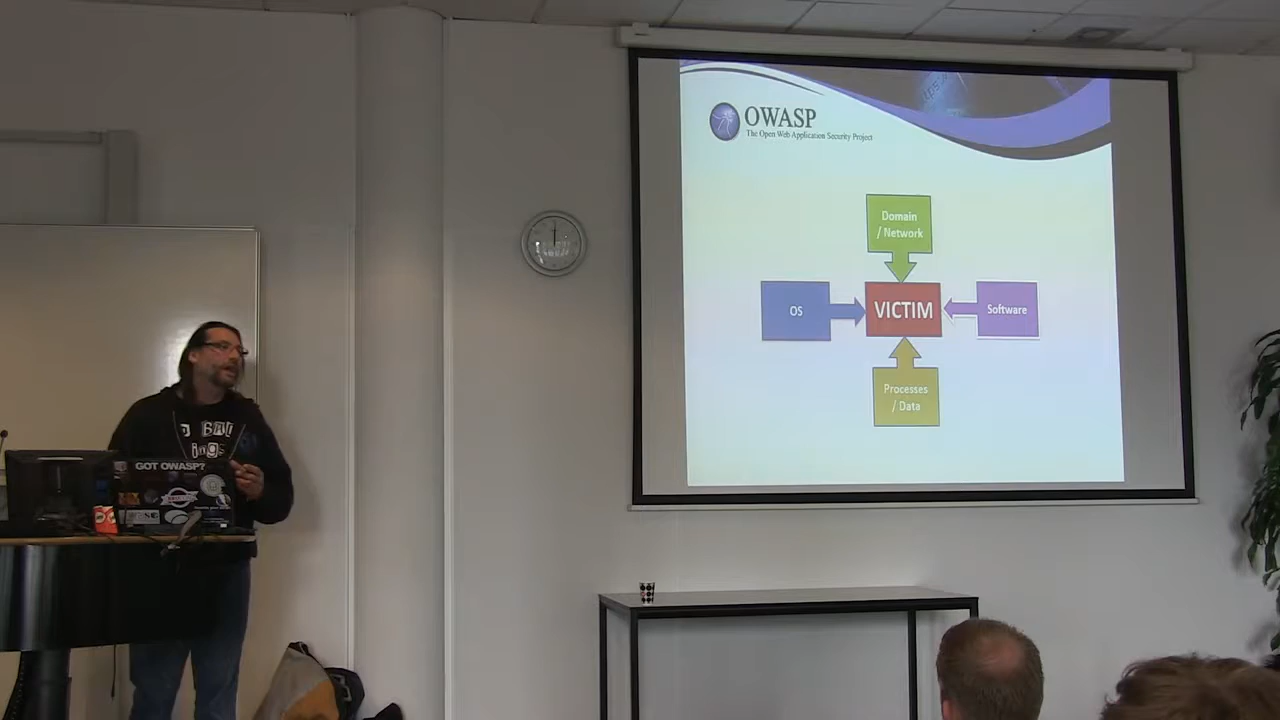 OWASP
The Open Web Application Security Project
Domain
/ Network
OS
VICTIM
Software
Processes
/ Data
GOT OWASP?